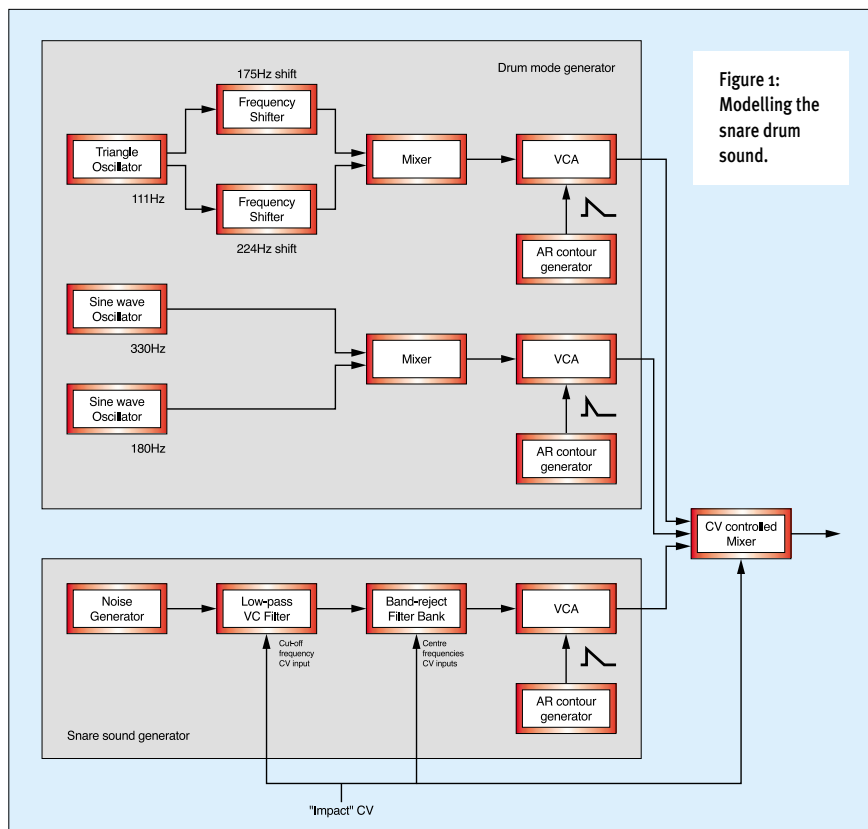 Figure 1:
Modelling the
snare drum
sound.
Drum mode generator
175Hz shift
Frequency
Shifter
Triangle
Oscillator
111Hz
Frequency
Shifter
224Hz shift
Mixer
VCA
AR contour
generator
Sine wave
Oscillator
330Hz
Sine wave
Oscillator
180Hz
Mixer
VCA
AR contour
generator
CV controlled
Mixer
Noise
Generator
Low-pass
VC Filter
Band-reject
Filter Bank
VCA
Cut-off
frequency
CV input
Centre
frequencies
CV inputs
AR contour
generator
Snare sound generator
"Impact" CV